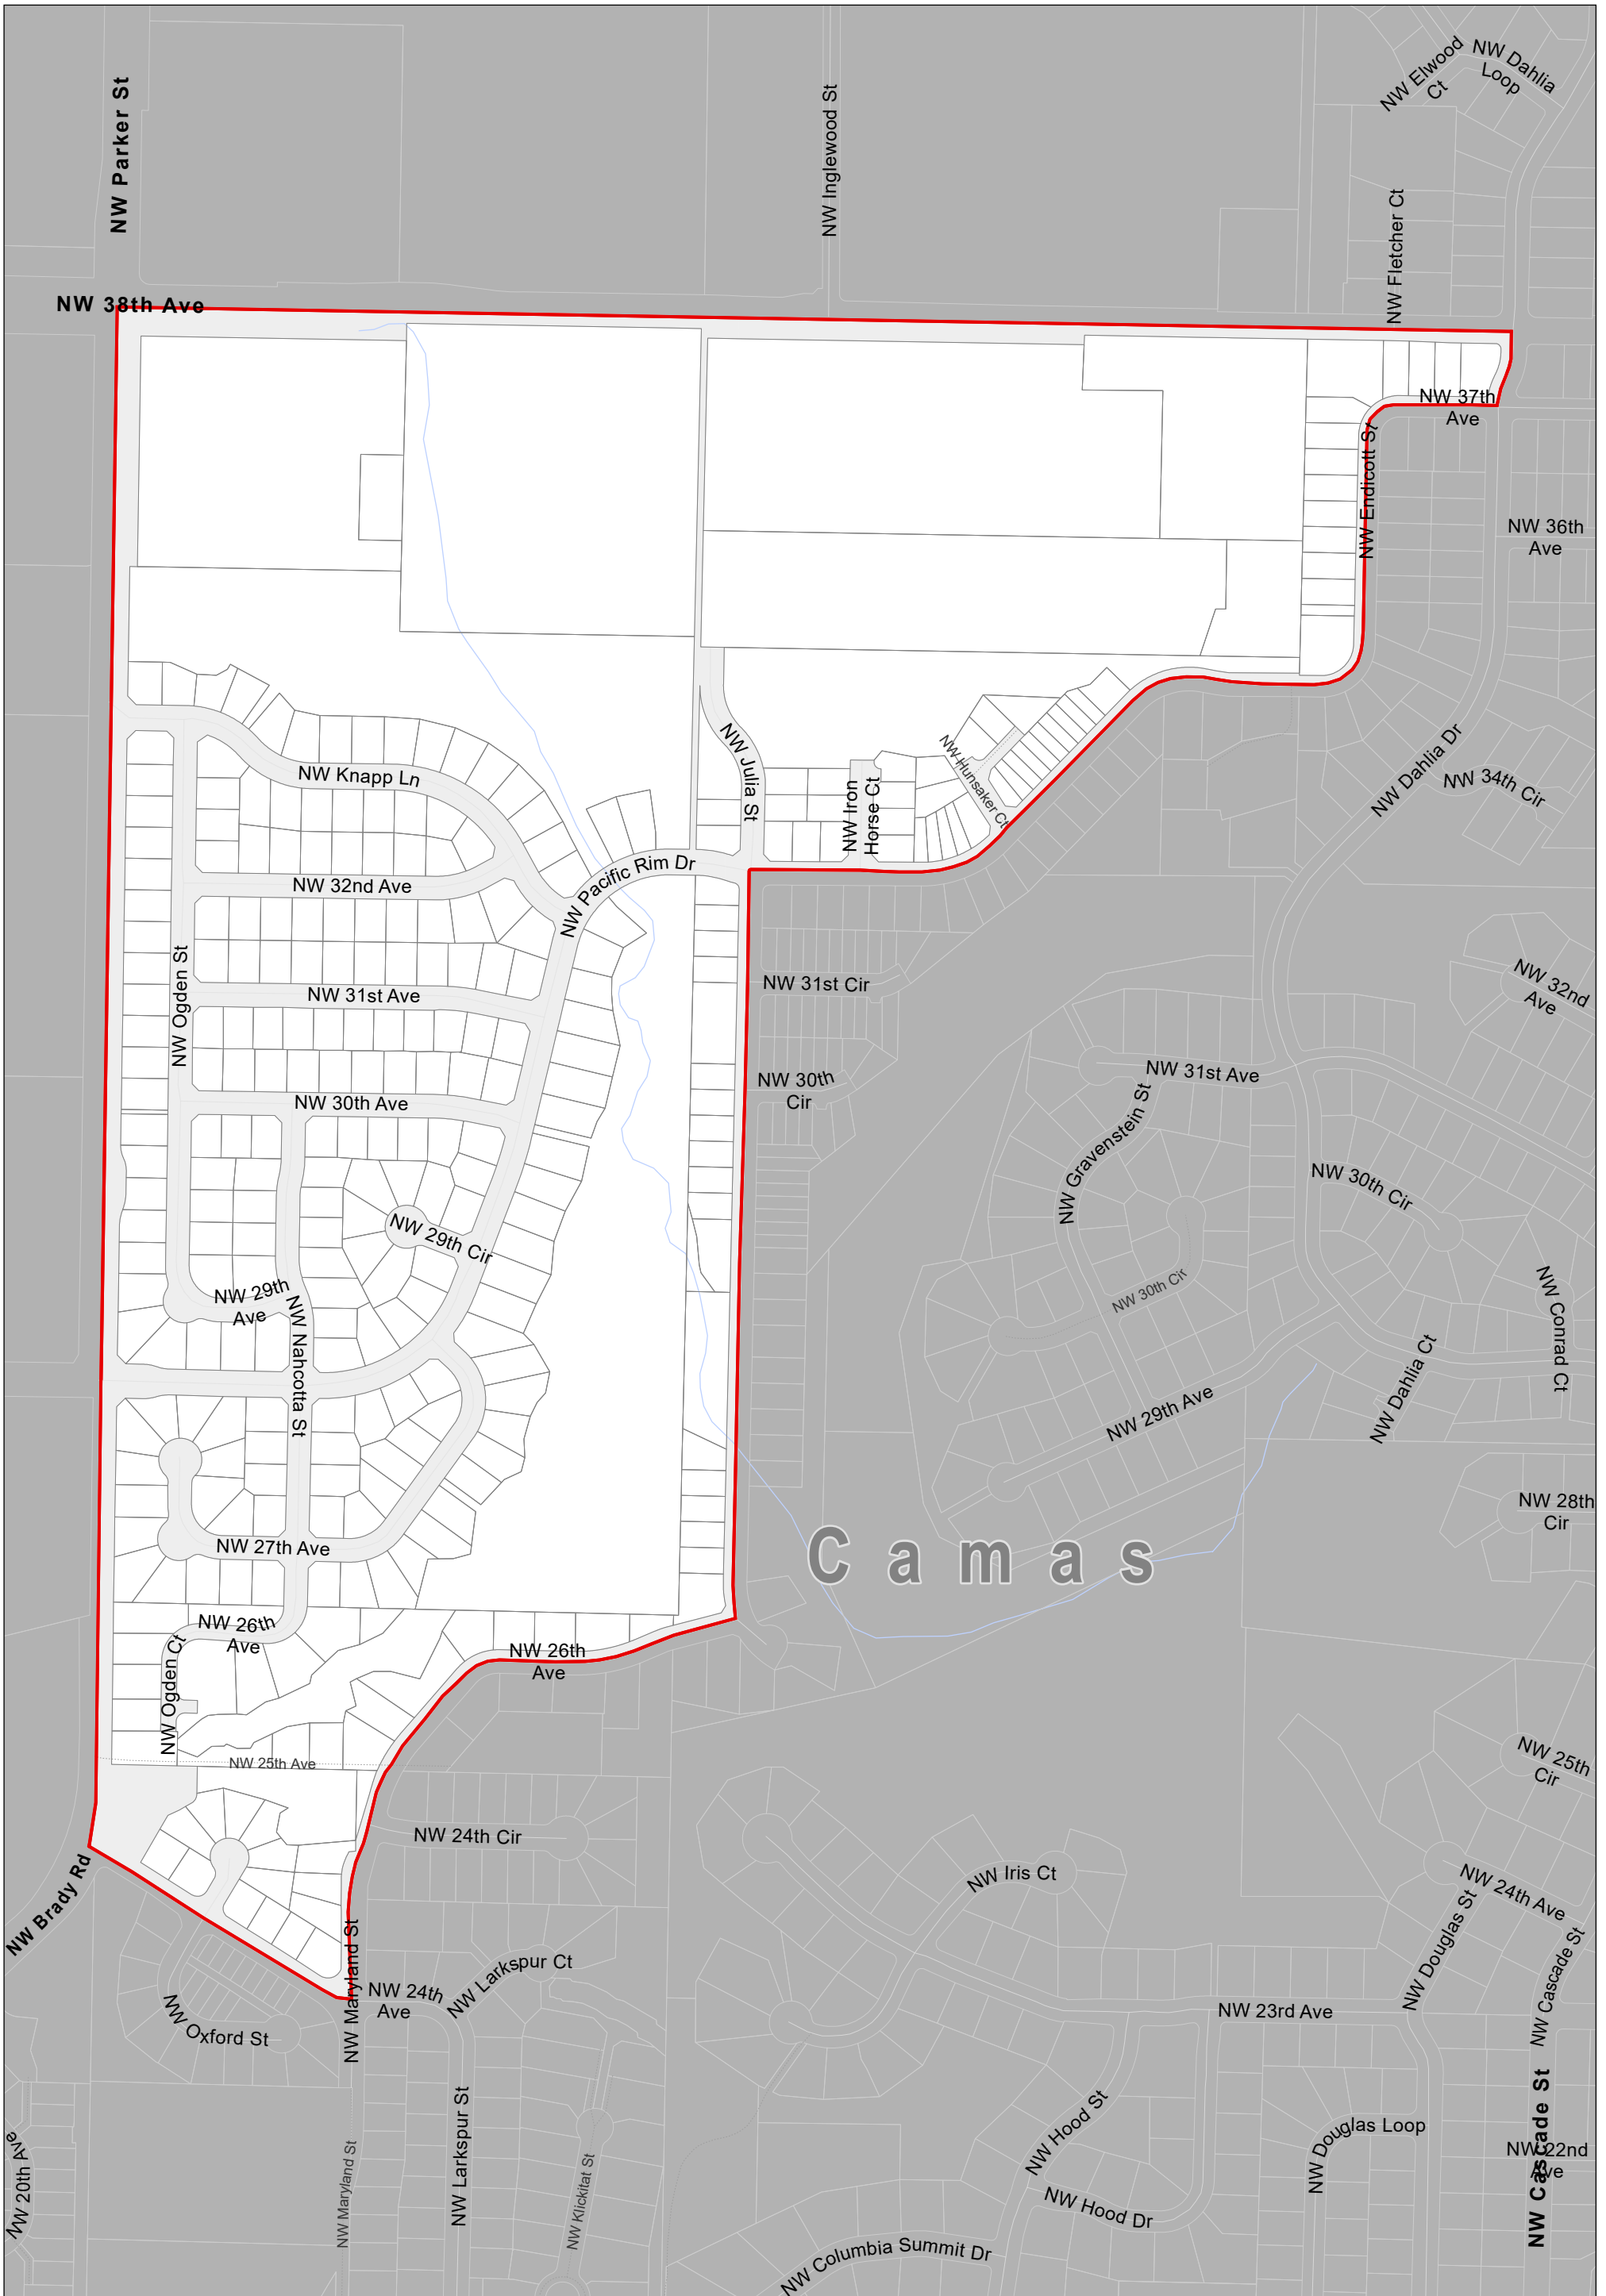 NW Elwood
Ct
NW Dahlia
Loop
NW Parker St
NW Inglewood St
NW Fletcher Ct
NW 38th Ave
NW 37th
Ave
NW Endicott St
NW 36th
Ave
NW Julia St
NW Hunsaker Ct
NW Dahlia Dr
NW 34th Cir
NW Knapp Ln
NW Iron
Horse Ct
NW Pacific Rim Dr
NW 32nd Ave
NW Ogden St
NW 31st Ave
NW 31st Cir
NW 32nd
Ave
NW 30th
Cir
NW 31st Ave
NW 30th Ave
NW Gravenstein St
NW 30th Cir
NW 29th Cir
NW 29th
Ave
NW Nahcotta St
NW 30th Cir
NW Conrad Ct
NW Dahlia Ct
NW 29th Ave
NW 28th
Cir
NW 27th Ave
Camas
NW 26th
Ave
NW Ogden Ct
NW 26th
Ave
NW 25th Ave
NW 25th
Cir
NW 24th Cir
NW Brady Rd
NW Iris Ct
NW 24th Ave
NW Maryland St
NW Larkspur Ct
NW Douglas St
NW Cascade St
NW 24th
Ave
NW Oxford St
NW 23rd Ave
NW Larkspur St
NW Maryland St
NW Klickitat St
NW Hood St
NW Douglas Loop
NW Cascade St
NW 22nd
Ave
NW 20th Ave
NW Hood Dr
NW Columbia Summit Dr